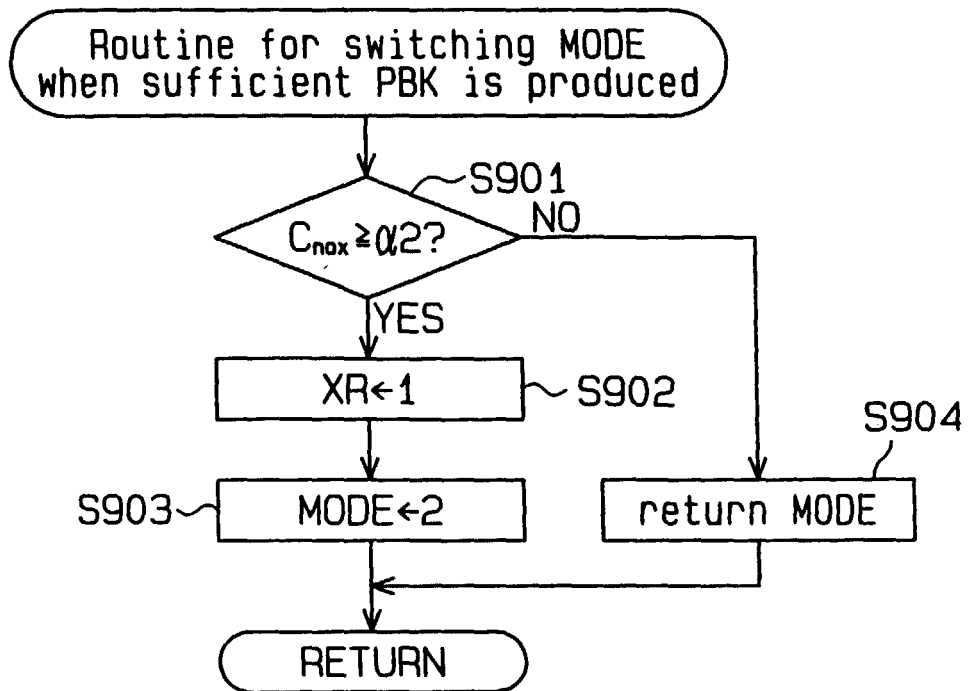 Routine for switching MODE
when sufficient PBK is produced
S901
Cnox≧α2?
NO
YES
XR←1
S902
S904
S903
MODE←2
return MODE
RETURN